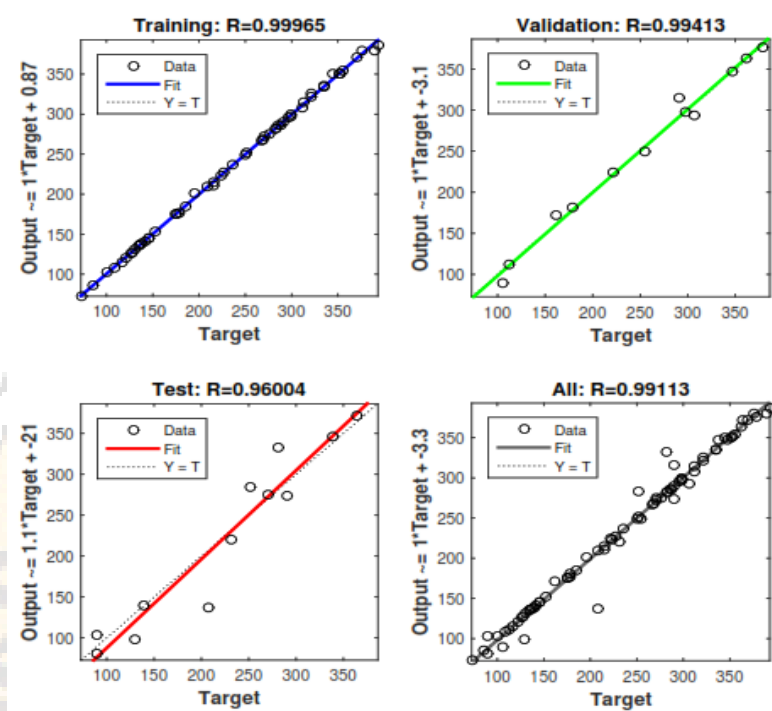 Training: R=0.99965
Output ~= 1*Target + 0.87
Data
Fit
Y = T
350
300
250
200
150
100
100 150 200 250 300 350
Target
Validation: R=0.99413
Output ~= 1*Target + -3.1
Data
Fit
Y = T
350
300
250
200
150
100
100 150 200 250 300 350
Target
Test: R=0.96004
Output ~= 1.1*Target + -21
Data
Fit
Y = T
350
300
250
200
150
100
100 150 200 250 300 350
Target
All: R=0.99113
Output ~= 1*Target + -3.3
Data
Fit
Y = T
350
300
250
200
150
100
100 150 200 250 300 350
Target